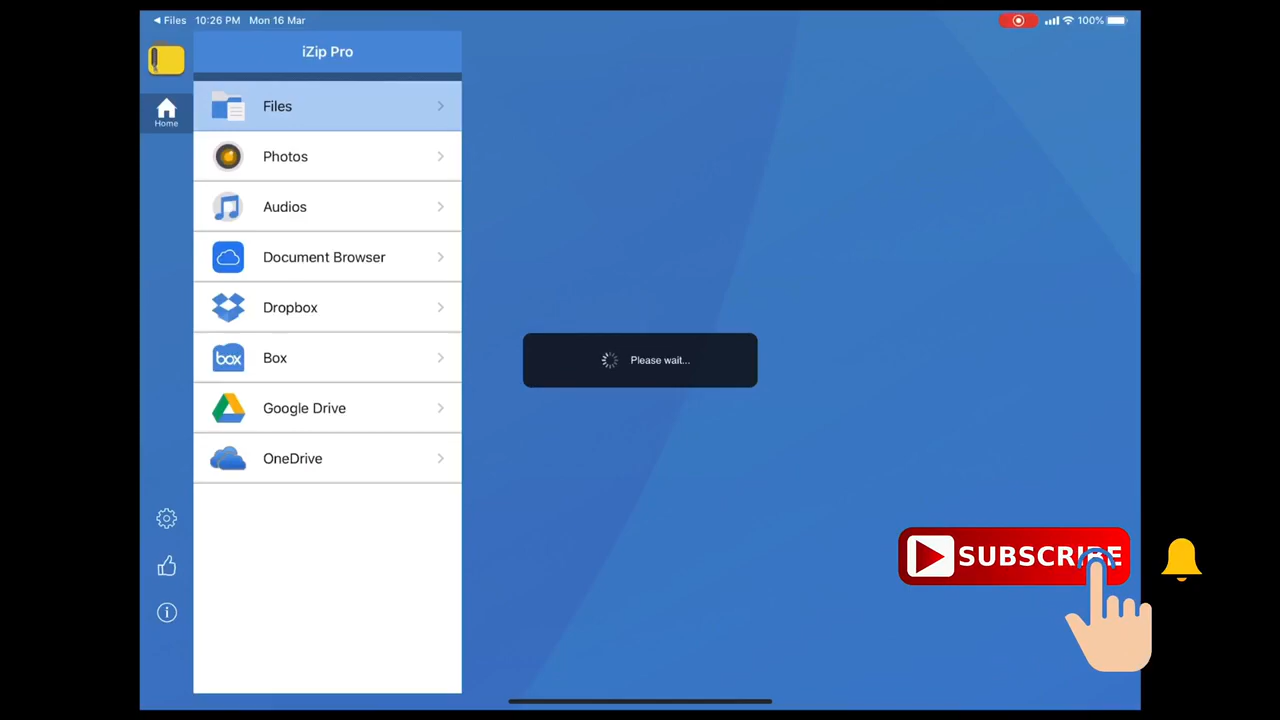 Files 10:26 PM Mon 16 Mar 100%
iZip Pro
Home
Files
Photos
Audios
Document Browser
Dropbox
box Box
Google Drive
OneDrive
Please wait...
SUBSCRIBE